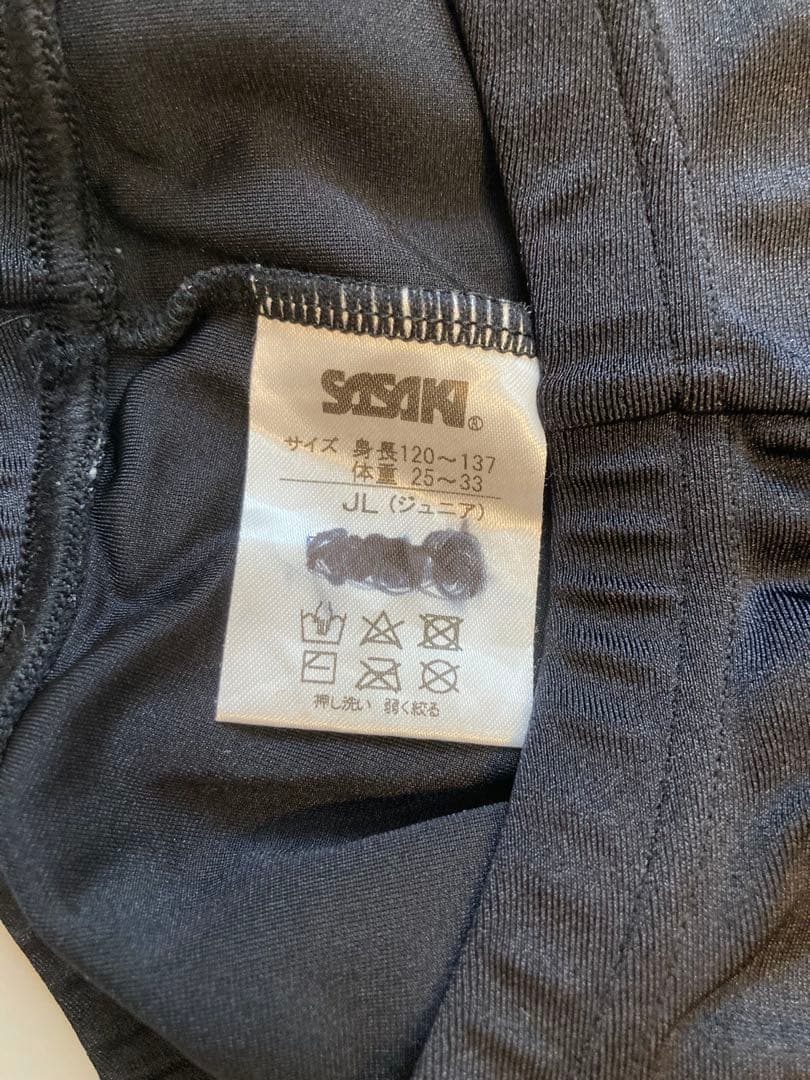 SASAKI®
サイズ 身長120～137
体重 25～33
JL(ジュニア)
押し洗い 弱く絞る